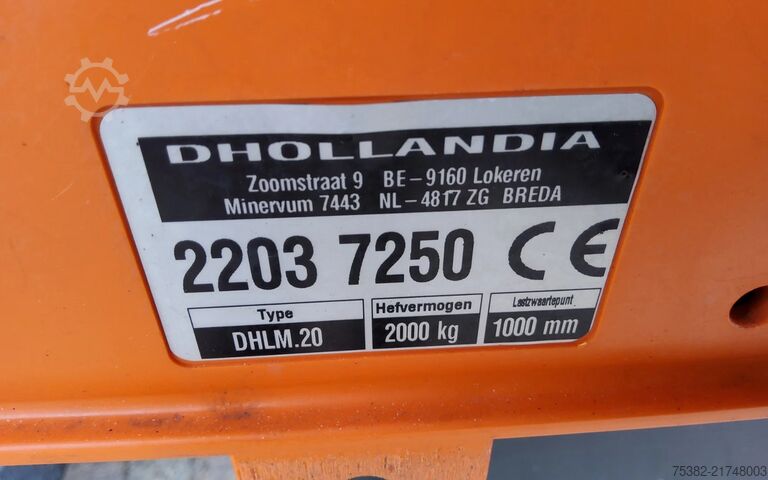 DHOLLANDIA
Zoomstraat 9 BE-9160 Lokeren
Minervum 7443 NL-4817 ZG BREDA
2203 7250 CE
Type Hefvermogen Lastzwaartepunt
DHLM.20 2000 kg 1000 mm
75382-21748003